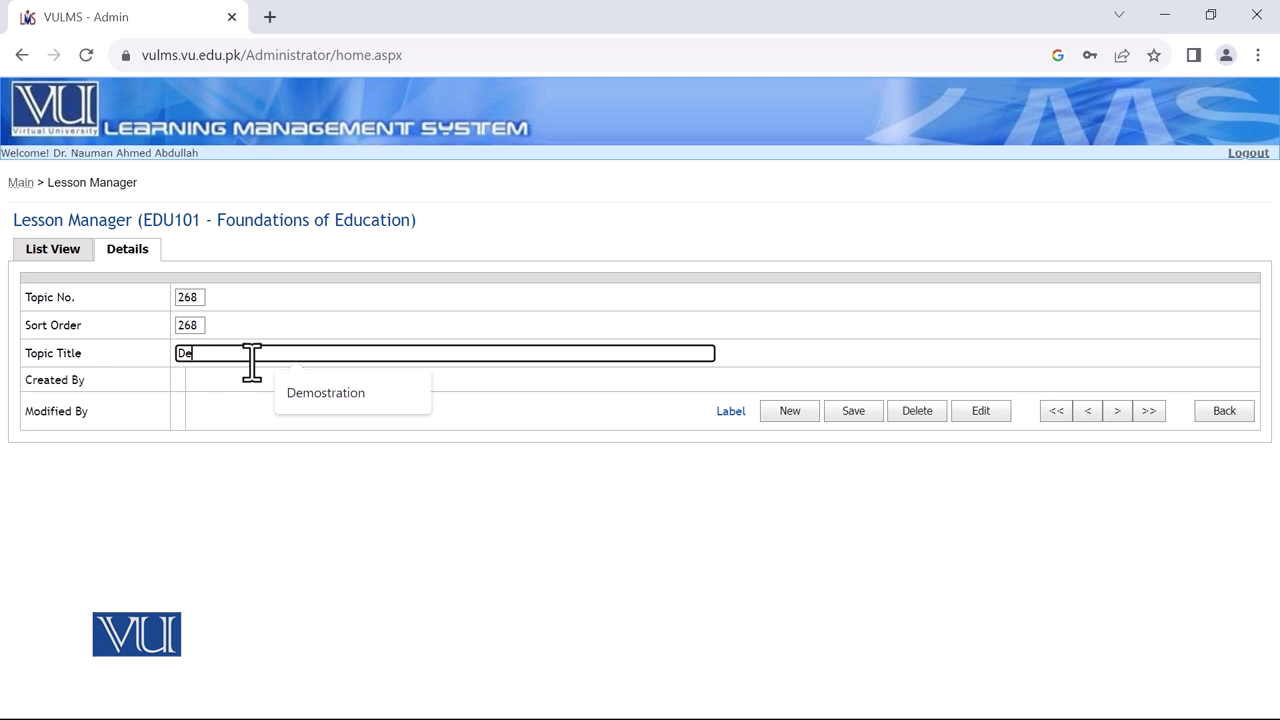 VULMS - Admin
vulms.vu.edu.pk/Administrator/home.aspx
VU
Virtual University
LEARNING MANAGEMENT SYSTEM
LMS
Welcome! Dr. Nauman Ahmed Abdullah
Logout
Main > Lesson Manager
Lesson Manager (EDU101 - Foundations of Education)
List View
Details
Topic No.
268
Sort Order
268
Topic Title
De
Demostration
Created By
Modified By
Label
New
Save
Delete
Edit
<<
<
>
>>
Back
VU